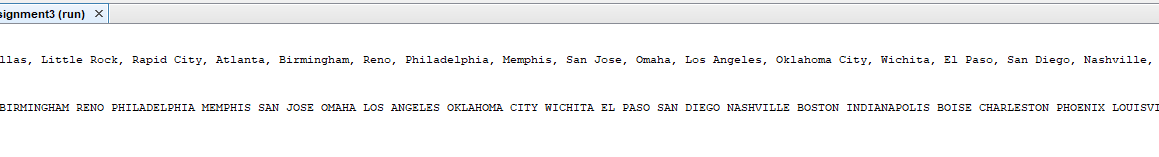 signment3 (run)
llas, Little Rock, Rapid City, Atlanta, Birmingham, Reno, Philadelphia, Memphis, San Jose, Omaha, Los Angeles, Oklahoma City, Wichita, El Paso, San Diego, Nashville,
BIRMINGHAM RENO PHILADELPHIA MEMPHIS SAN JOSE OMAHA LOS ANGELES OKLAHOMA CITY WICHITA EL PASO SAN DIEGO NASHVILLE BOSTON INDIANAPOLIS BOISE CHARLESTON PHOENIX LOUISVI